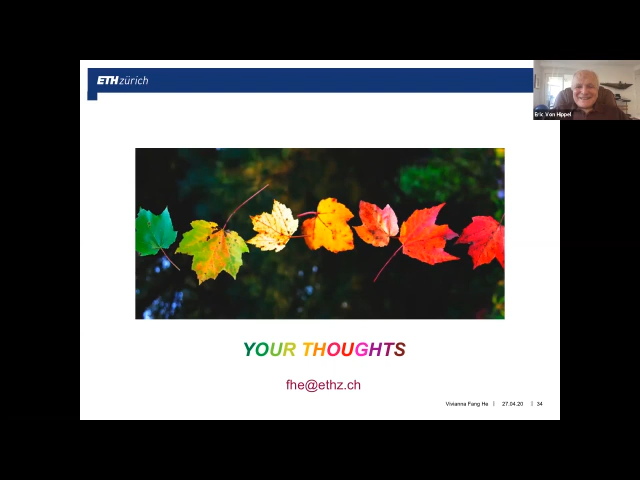 ETH zürich
Eric Von Hippel
YOUR THOUGHTS
fhe@ethz.ch
Vivianna Fang He | 27.04.20 | 34